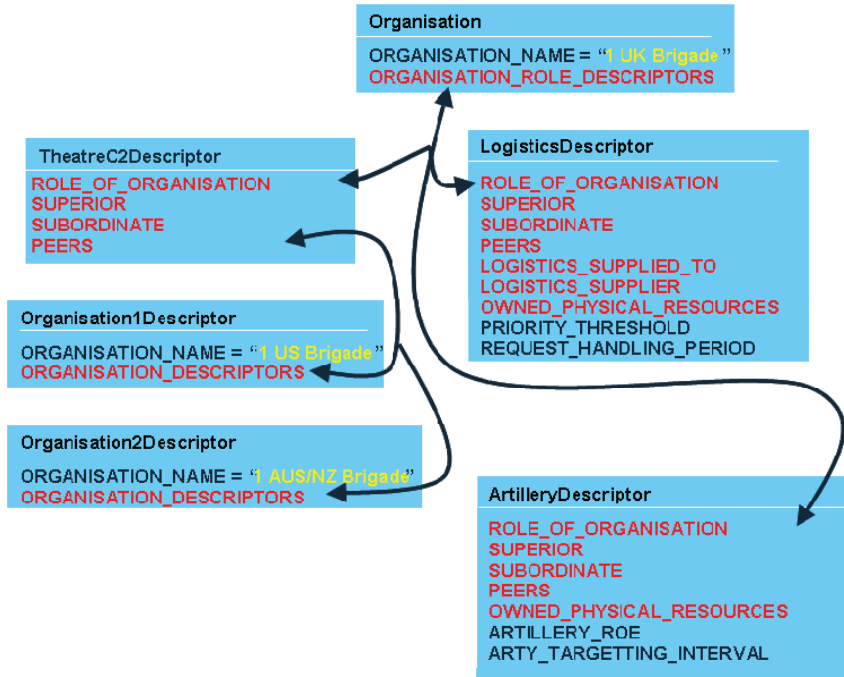 Organisation
ORGANISATION_NAME = “1 UK Brigade”
ORGANISATION_ROLE_DESCRIPTORS
TheatreC2Descriptor
ROLE_OF_ORGANISATION
SUPERIOR
SUBORDINATE
PEERS
LogisticsDescriptor
ROLE_OF_ORGANISATION
SUPERIOR
SUBORDINATE
PEERS
LOGISTICS_SUPPLIED_TO
LOGISTICS_SUPPLIER
OWNED_PHYSICAL_RESOURCES
PRIORITY_THRESHOLD
REQUEST_HANDLING_PERIOD
Organisation1Descriptor
ORGANISATION_NAME = “1 US Brigade”
ORGANISATION_DESCRIPTORS
Organisation2Descriptor
ORGANISATION_NAME = “1 AUS/NZ Brigade”
ORGANISATION_DESCRIPTORS
ArtilleryDescriptor
ROLE_OF_ORGANISATION
SUPERIOR
SUBORDINATE
PEERS
OWNED_PHYSICAL_RESOURCES
ARTILLERY_ROE
ARTY_TARGETTING_INTERVAL